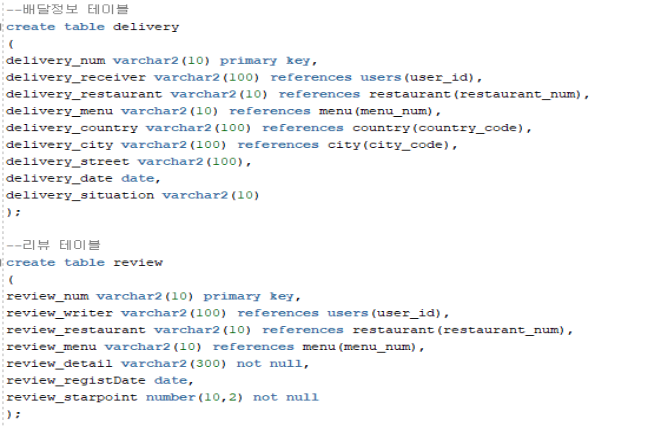 --배달정보 테이블
create table delivery
(
delivery_num varchar2(10) primary key,
delivery_receiver varchar2(100) references users(user_id),
delivery_restaurant varchar2(10) references restaurant(restaurant_num),
delivery_menu varchar2(10) references menu(menu_num),
delivery_country varchar2(100) references country(country_code),
delivery_city varchar2(100) references city(city_code),
delivery_street varchar2(100),
delivery_date date,
delivery_situation varchar2(10)
);
--리뷰 테이블
create table review
(
review_num varchar2(10) primary key,
review_writer varchar2(100) references users(user_id),
review_restaurant varchar2(10) references restaurant(restaurant_num),
review_menu varchar2(10) references menu(menu_num),
review_detail varchar2(300) not null,
review_registDate date,
review_starpoint number(10,2) not null
);